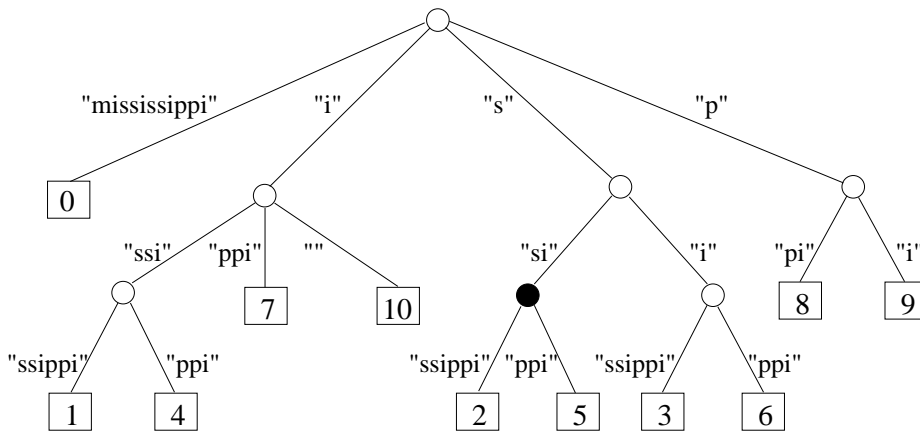 "mississippi" "i" "s" "p"
0
"ssi" "ppi" "" "si" "i" "pi" "i"
7 10 8 9
"ssippi" "ppi" "ssippi" "ppi" "ssippi" "ppi"
1 4 2 5 3 6